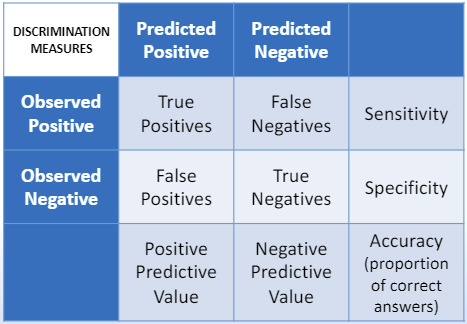 DISCRIMINATION
MEASURES
Predicted
Positive
Predicted
Negative
Observed
Positive
True
Positives
False
Negatives
Sensitivity
Observed
Negative
False
Positives
True
Negatives
Specificity
Positive
Predictive
Value
Negative
Predictive
Value
Accuracy
(proportion
of correct
answers)